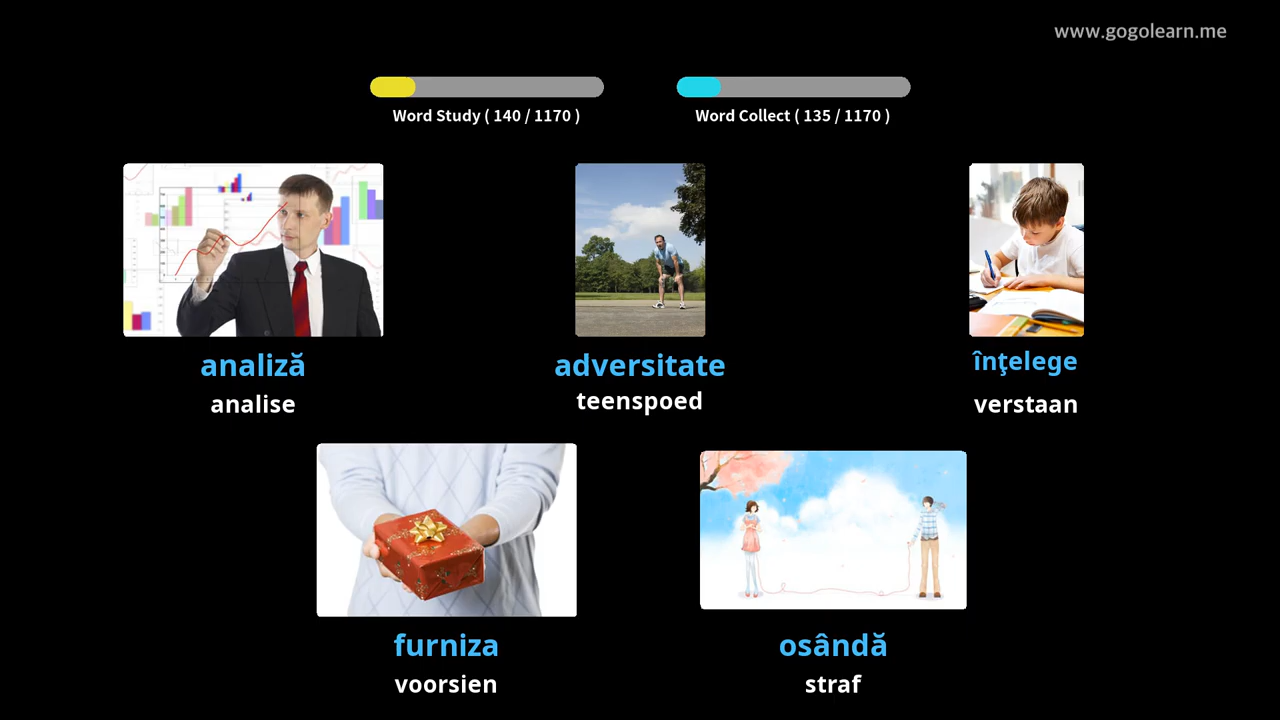 www.gogolearn.me
Word Study ( 140 / 1170 )
Word Collect ( 135 / 1170 )
analiză
analise
adversitate
teenspoed
înţelege
verstaan
furniza
voorsien
osândă
straf